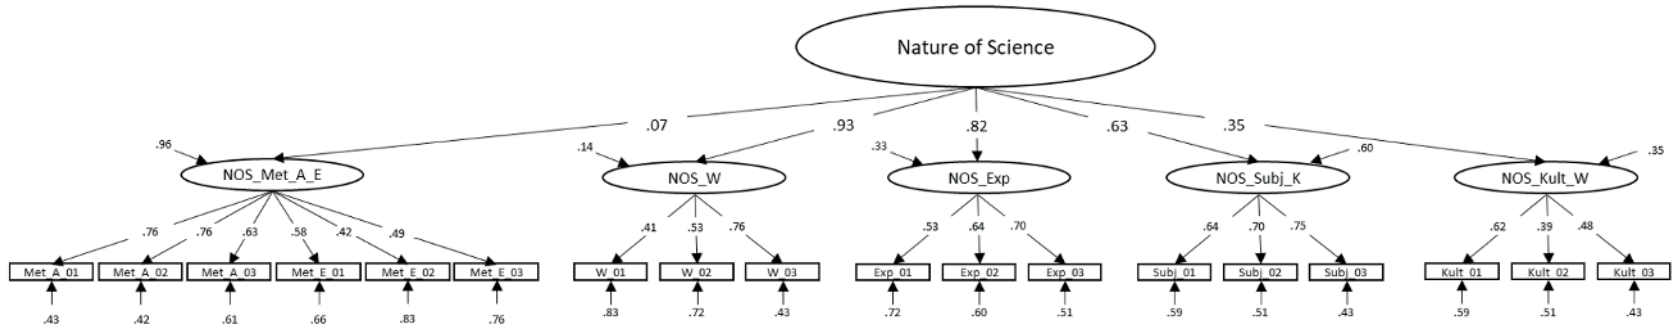 Nature of Science
.07 .93 .82 .63 .35
.96 .14 .33 .60 .35
NOS_Met_A_E NOS_W NOS_Exp NOS_Subj_K NOS_Kult_W
.76 .76 .63 .58 .42 .49 .41 .53 .76 .53 .64 .70 .64 .70 .75 .62 .39 .48
Met_A_01 Met_A_02 Met_A_03 Met_E_01 Met_E_02 Met_E_03 W_01 W_02 W_03 Exp_01 Exp_02 Exp_03 Subj_01 Subj_02 Subj_03 Kult_01 Kult_02 Kult_03
.43 .42 .61 .66 .83 .76 .83 .72 .43 .72 .60 .51 .59 .51 .43 .59 .51 .43